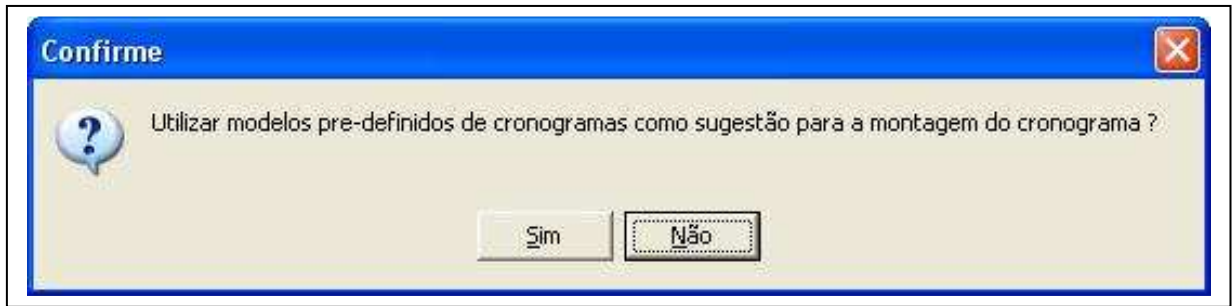 Confirme
Utilizar modelos pre-definidos de cronogramas como sugestão para a montagem do cronograma ?
Sim Não